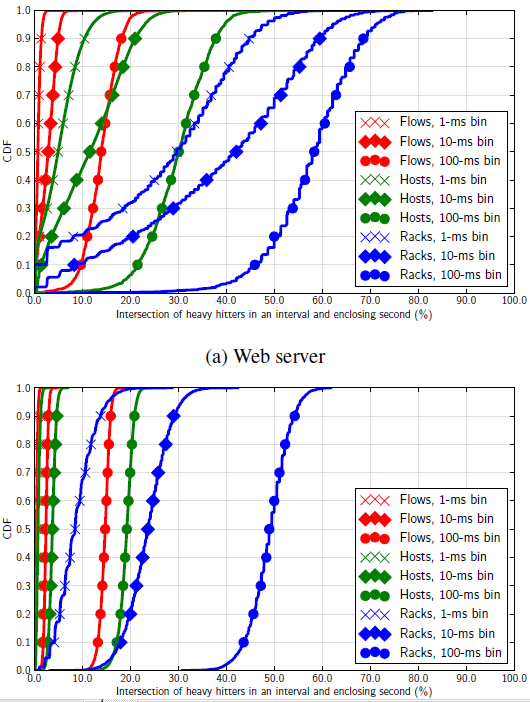 1.0
0.9
0.8
0.7
0.6
0.5
0.4
0.3
0.2
0.1
0.0
CDF
Flows, 1-ms bin
Flows, 10-ms bin
Flows, 100-ms bin
Hosts, 1-ms bin
Hosts, 10-ms bin
Hosts, 100-ms bin
Racks, 1-ms bin
Racks, 10-ms bin
Racks, 100-ms bin
0.0 10.0 20.0 30.0 40.0 50.0 60.0 70.0 80.0 90.0 100.0
Intersection of heavy hitters in an interval and enclosing second (%)
(a) Web server
1.0
0.9
0.8
0.7
0.6
0.5
0.4
0.3
0.2
0.1
0.0
CDF
Flows, 1-ms bin
Flows, 10-ms bin
Flows, 100-ms bin
Hosts, 1-ms bin
Hosts, 10-ms bin
Hosts, 100-ms bin
Racks, 1-ms bin
Racks, 10-ms bin
Racks, 100-ms bin
0.0 10.0 20.0 30.0 40.0 50.0 60.0 70.0 80.0 90.0 100.0
Intersection of heavy hitters in an interval and enclosing second (%)